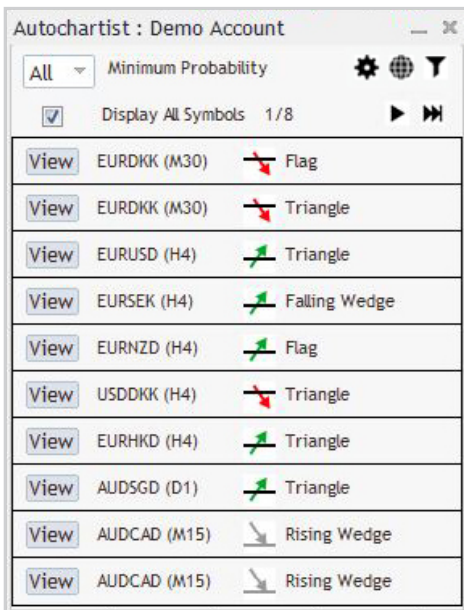 Autochartist : Demo Account
All Minimum Probability
Display All Symbols 1/8
View EURDKK (M30) Flag
View EURDKK (M30) Triangle
View EURUSD (H4) Triangle
View EURSEK (H4) Falling Wedge
View EURNZD (H4) Flag
View USDDKK (H4) Triangle
View EURHKD (H4) Triangle
View AUDSGD (D1) Triangle
View AUDCAD (M15) Rising Wedge
View AUDCAD (M15) Rising Wedge